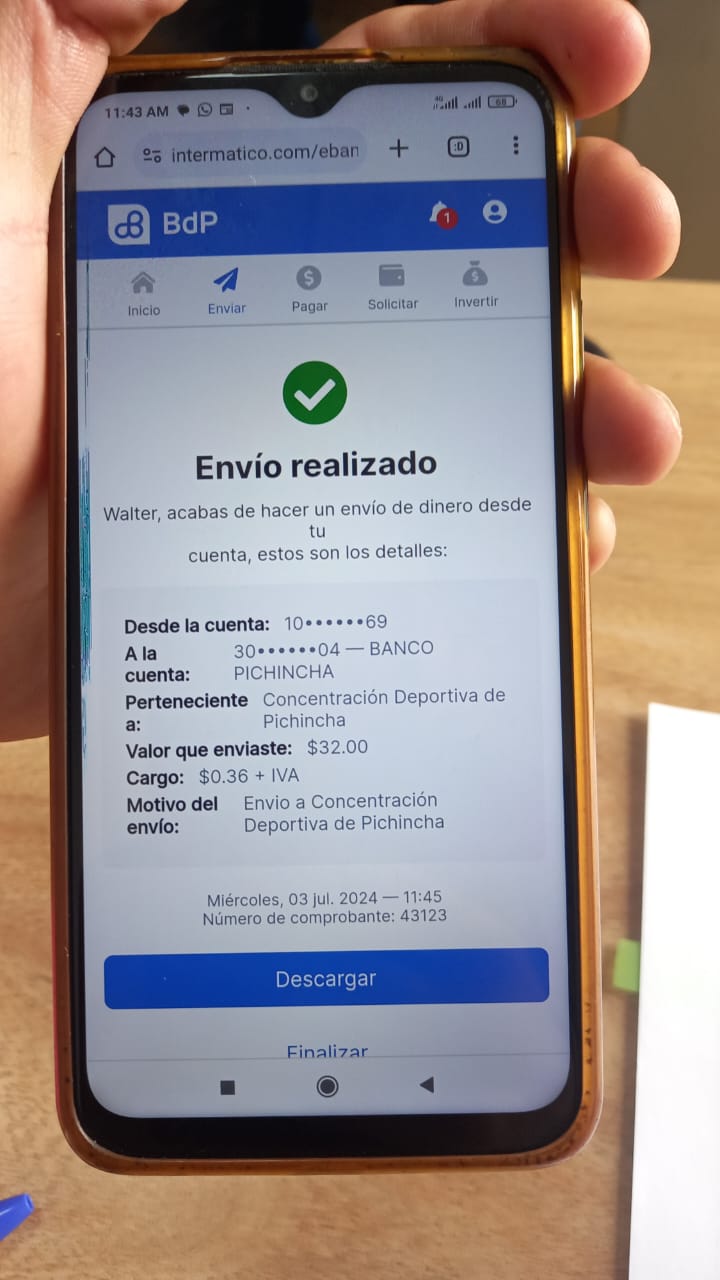 11:43 AM
4G
68
intermatico.com/eban
:D
BdP
1
Inicio
Enviar
Pagar
Solicitar
Invertir
Envío realizado
Walter, acabas de hacer un envío de dinero desde
tu
cuenta, estos son los detalles:
Desde la cuenta: 10••••••69
A la cuenta: 30••••••04 — BANCO
PICHINCHA
Perteneciente a: Concentración Deportiva de
Pichincha
Valor que enviaste: $32.00
Cargo: $0.36 + IVA
Motivo del envío: Envio a Concentración
Deportiva de Pichincha
Miércoles, 03 jul. 2024 — 11:45
Número de comprobante: 43123
Descargar
Finalizar